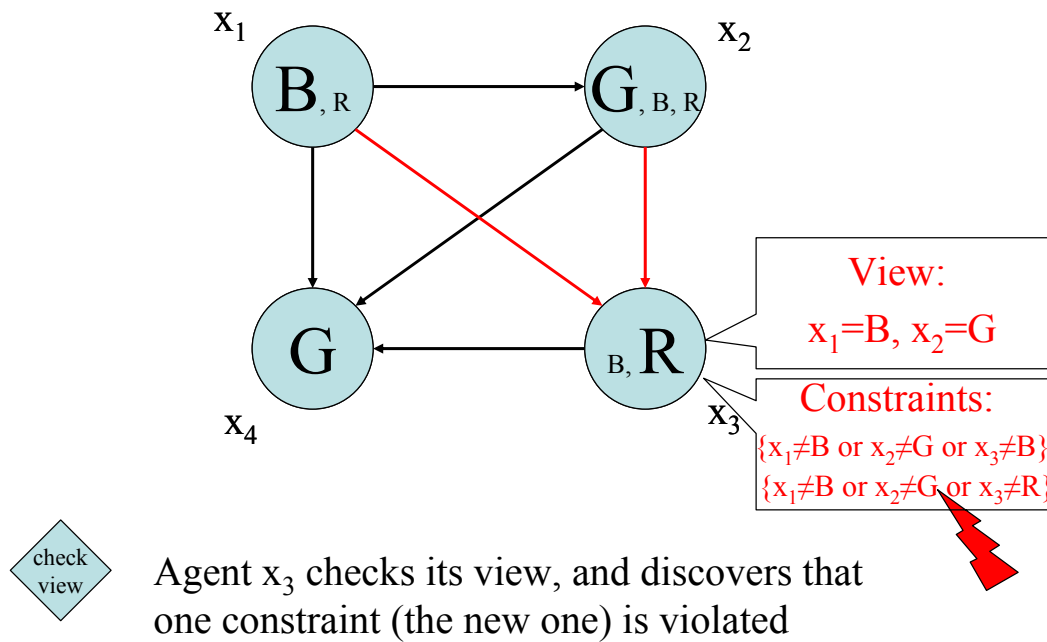 x₁
x₂
B, R
G, B, R
View:
x₁=B, x₂=G
G
B, R
x₄
x₃
Constraints:
{x₁≠B or x₂≠G or x₃≠B}
{x₁≠B or x₂≠G or x₃≠R}
check
view
Agent x₃ checks its view, and discovers that
one constraint (the new one) is violated